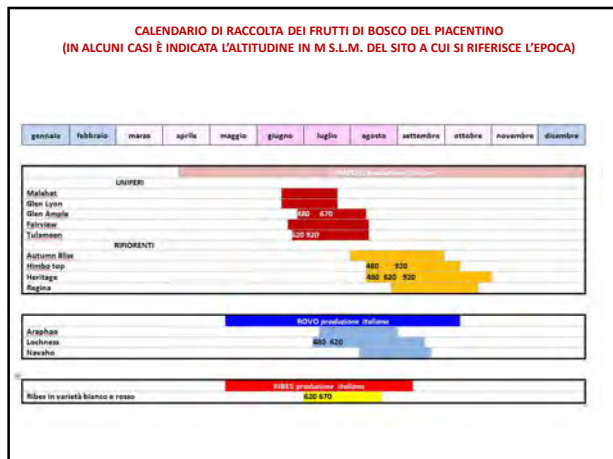 CALENDARIO DI RACCOLTA DEI FRUTTI DI BOSCO DEL PIACENTINO
(IN ALCUNI CASI È INDICATA L'ALTITUDINE IN M S.L.M. DEL SITO A CUI SI RIFERISCE L'EPOCA)
gennaio febbraio marzo aprile maggio giugno luglio agosto settembre ottobre novembre dicembre
produzione italiana
UNIFERI
Malahat
Glen Lyon
Glen Ample 480 670
Fairview
Tulameen 620 920
RIFIORENTI
Autumn Bliss
Himbo top 480 920
Heritage 480 620 920
Regina
ROVO produzione italiana
Araphao
Lochness 480 620
Navaho
RIBES produzione italiana
Ribes in varietà bianco e rosso 620 670